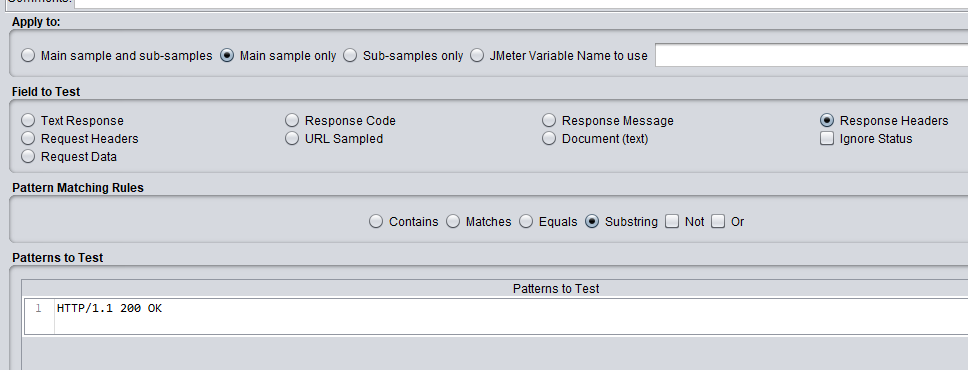 Comments:
Apply to:
Main sample and sub-samples Main sample only Sub-samples only JMeter Variable Name to use
Field to Test
Text Response Response Code Response Message Response Headers
Request Headers URL Sampled Document (text) Ignore Status
Request Data
Pattern Matching Rules
Contains Matches Equals Substring Not Or
Patterns to Test
Patterns to Test
1 HTTP/1.1 200 OK